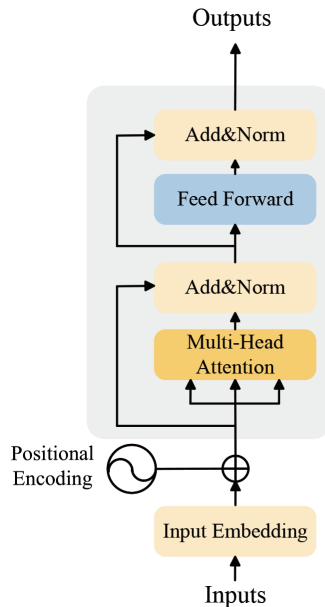 Outputs
Add&Norm
Feed Forward
Add&Norm
Multi-Head
Attention
Positional
Encoding
Input Embedding
Inputs